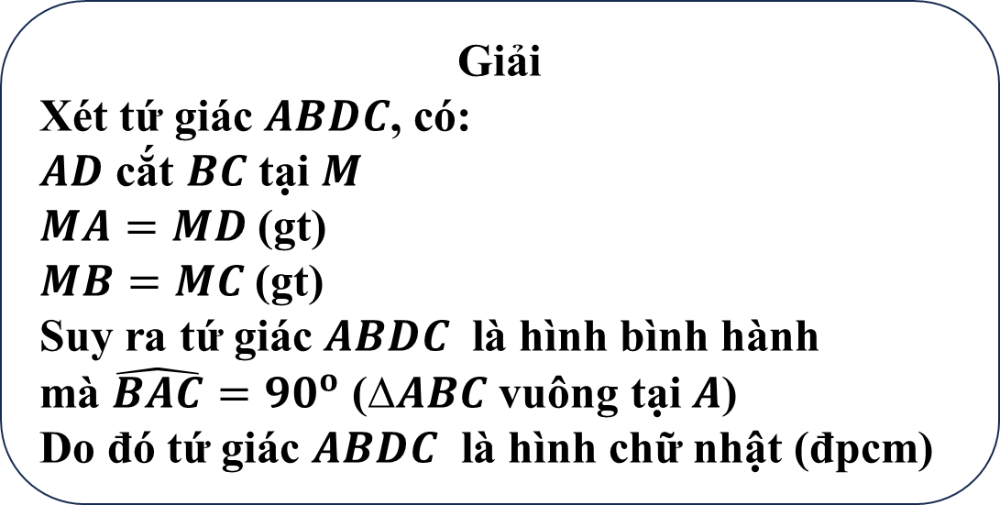 Giải
Xét tứ giác ABDC, có:
AD cắt BC tại M
MA = MD (gt)
MB = MC (gt)
Suy ra tứ giác ABDC là hình bình hành
mà \widehat{BAC} = 90° (∆ABC vuông tại A)
Do đó tứ giác ABDC là hình chữ nhật (đpcm)